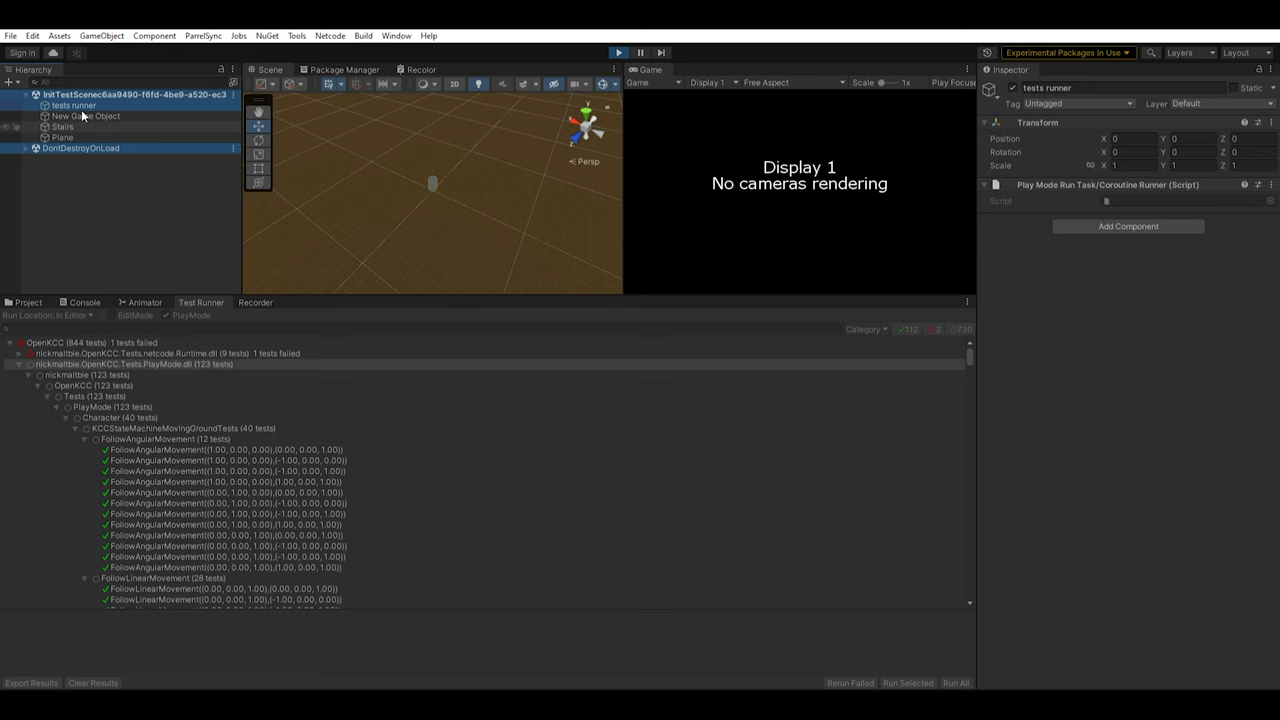 File Edit Assets GameObject Component ParrelSync Jobs NuGet Tools Netcode Build Window Help
Sign in Experimental Packages In Use Layers Layout
Hierarchy Scene Package Manager Recolor Game Inspector
All 2D Game Display 1 Scale 1x Play Focuse
tests runner Static
InitTestScenec6aa9490-f6fd-4be9-a520-ec3
tests runner
New Game Object
Stairs
Plane
DontDestroyOnLoad
y
z
Persp
Display 1
No cameras rendering
Tag Untagged Layer Default
Transform
Position X 0 Y 0 Z 0
Rotation X 0 Y 0 Z 0
Scale X 1 Y 1 Z 1
Play Mode Run Task/Coroutine Runner (Script)
Script
Add Component
Project Console Animator Test Runner Recorder
Run Location: In Editor EditMode PlayMode
Category 112 2 730
OpenKCC (844 tests) 1 tests failed
nickmaltbie.OpenKCC.Tests.netcode.Runtime.dll (9 tests) 1 tests failed
nickmaltbie.OpenKCC.Tests.PlayMode.dll (123 tests)
nickmaltbie (123 tests)
OpenKCC (123 tests)
Tests (123 tests)
PlayMode (123 tests)
Character (40 tests)
KCCStateMachineMovingGroundTests (40 tests)
FollowAngularMovement (12 tests)
FollowAngularMovement((1.00, 0.00, 0.00),(0.00, 0.00, 1.00))
FollowAngularMovement((1.00, 0.00, 0.00),(-1.00, 0.00, 0.00))
FollowAngularMovement((1.00, 0.00, 0.00),(-1.00, 0.00, 1.00))
FollowAngularMovement((1.00, 0.00, 0.00),(1.00, 0.00, 1.00))
FollowAngularMovement((0.00, 1.00, 0.00),(0.00, 0.00, 1.00))
FollowAngularMovement((0.00, 1.00, 0.00),(-1.00, 0.00, 0.00))
FollowAngularMovement((0.00, 1.00, 0.00),(-1.00, 0.00, 1.00))
FollowAngularMovement((0.00, 1.00, 0.00),(1.00, 0.00, 1.00))
FollowAngularMovement((0.00, 0.00, 1.00),(0.00, 0.00, 1.00))
FollowAngularMovement((0.00, 0.00, 1.00),(-1.00, 0.00, 0.00))
FollowAngularMovement((0.00, 0.00, 1.00),(-1.00, 0.00, 1.00))
FollowAngularMovement((0.00, 0.00, 1.00),(1.00, 0.00, 1.00))
FollowLinearMovement (28 tests)
FollowLinearMovement((0.00, 0.00, 1.00),(0.00, 0.00, 1.00))
FollowLinearMovement((0.00, 0.00, 1.00),(-1.00, 0.00, 0.00))
Export Results Clear Results Rerun Failed Run Selected Run All